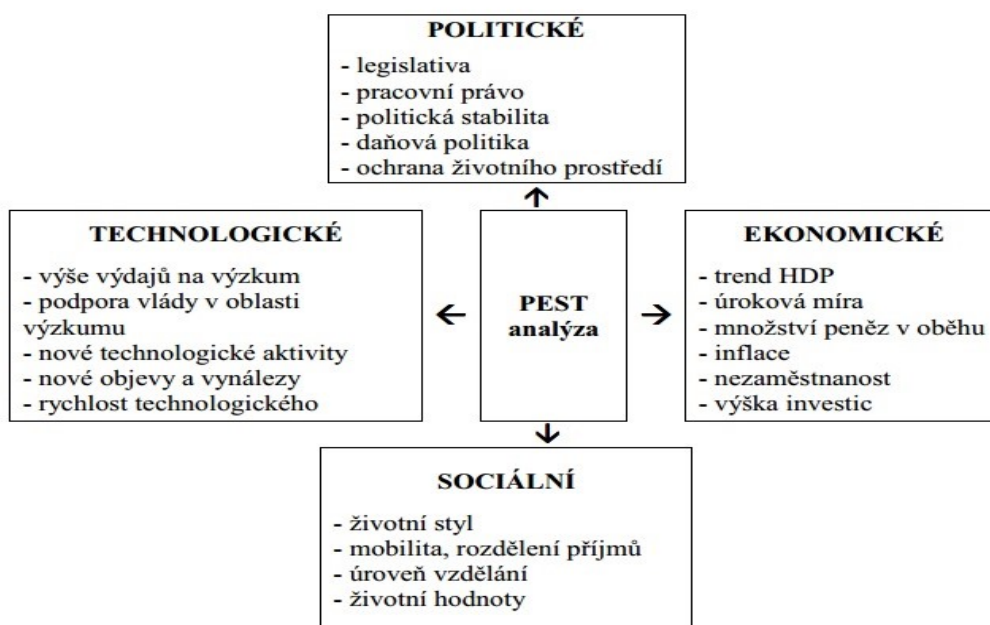 POLITICKÉ
- legislativa
- pracovní právo
- politická stabilita
- daňová politika
- ochrana životního prostředí
TECHNOLOGICKÉ
- výše výdajů na výzkum
- podpora vlády v oblasti
výzkumu
- nové technologické aktivity
- nové objevy a vynálezy
- rychlost technologického
PEST
analýza
EKONOMICKÉ
- trend HDP
- úroková míra
- množství peněz v oběhu
- inflace
- nezaměstnanost
- výška investic
SOCIÁLNÍ
- životní styl
- mobilita, rozdělení příjmů
- úroveň vzdělání
- životní hodnoty